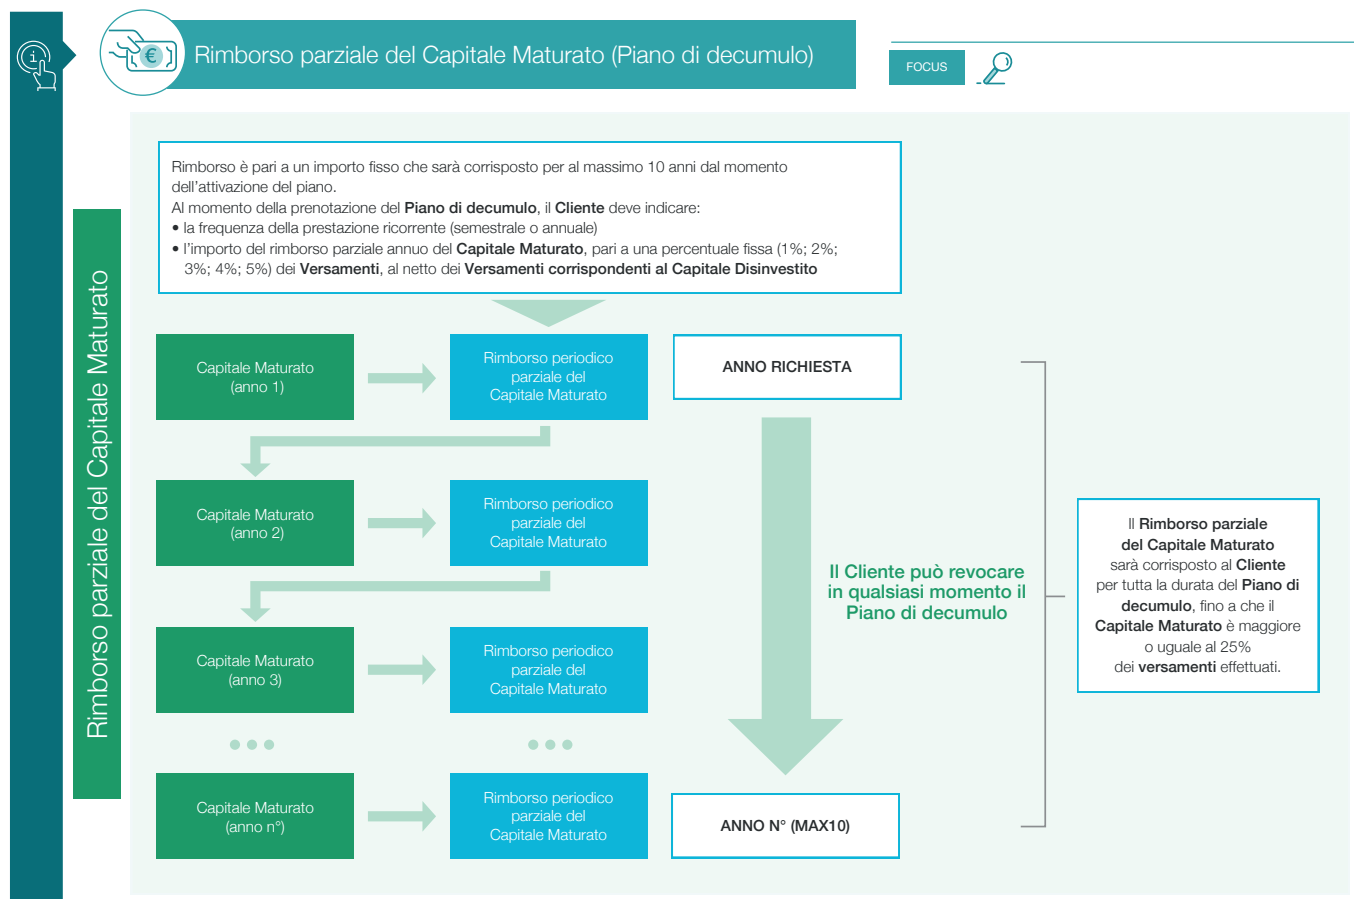 Rimborso parziale del Capitale Maturato (Piano di decumulo)
FOCUS
Rimborso parziale del Capitale Maturato
Rimborso è pari a un importo fisso che sarà corrisposto per al massimo 10 anni dal momento
dell'attivazione del piano.
Al momento della prenotazione del Piano di decumulo, il Cliente deve indicare:
• la frequenza della prestazione ricorrente (semestrale o annuale)
• l'importo del rimborso parziale annuo del Capitale Maturato, pari a una percentuale fissa (1%; 2%;
3%; 4%; 5%) dei Versamenti, al netto dei Versamenti corrispondenti al Capitale Disinvestito
Capitale Maturato
(anno 1)
Rimborso periodico
parziale del
Capitale Maturato
ANNO RICHIESTA
Capitale Maturato
(anno 2)
Rimborso periodico
parziale del
Capitale Maturato
Il Cliente può revocare
in qualsiasi momento il
Piano di decumulo
Il Rimborso parziale
del Capitale Maturato
sarà corrisposto al Cliente
per tutta la durata del Piano di
decumulo, fino a che il
Capitale Maturato è maggiore
o uguale al 25%
dei versamenti effettuati.
Capitale Maturato
(anno 3)
Rimborso periodico
parziale del
Capitale Maturato
Capitale Maturato
(anno n°)
Rimborso periodico
parziale del
Capitale Maturato
ANNO N° (MAX10)